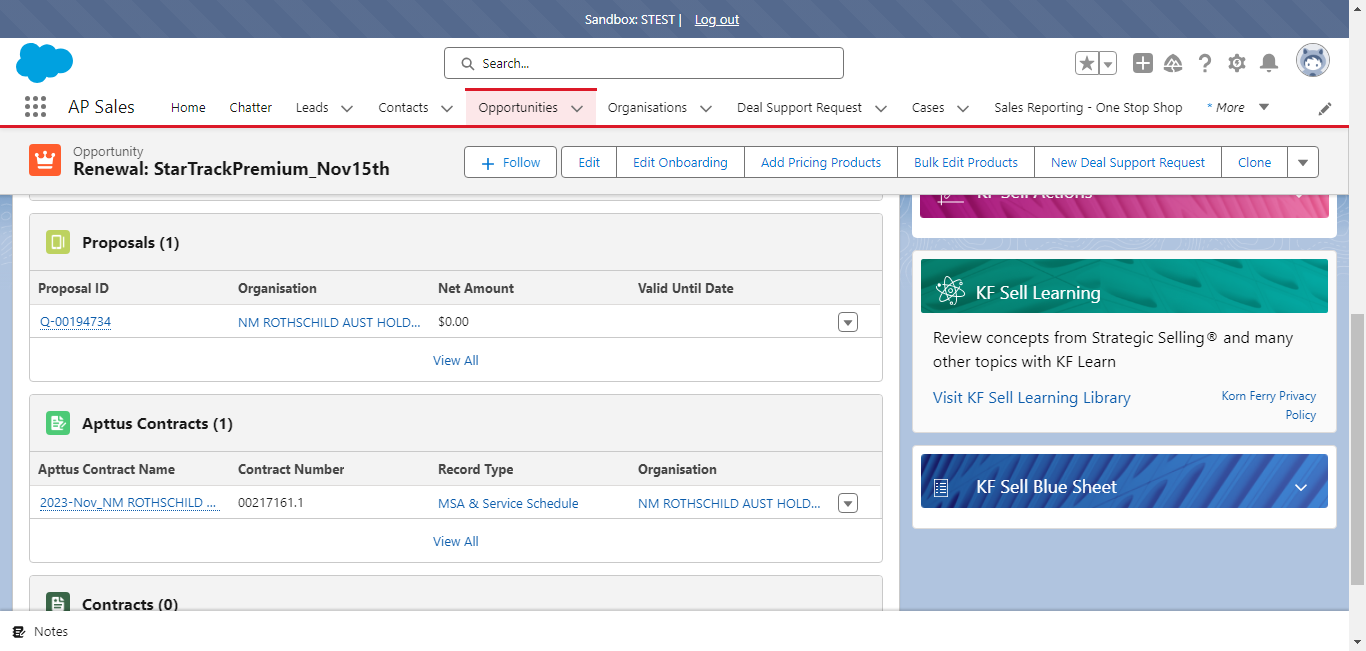 Sandbox: STEST | Log out
Search...
AP Sales Home Chatter Leads Contacts Opportunities Organisations Deal Support Request Cases Sales Reporting - One Stop Shop * More
Opportunity
Renewal: StarTrackPremium_Nov15th
Follow Edit Edit Onboarding Add Pricing Products Bulk Edit Products New Deal Support Request Clone
Proposals (1)
Proposal ID Organisation Net Amount Valid Until Date
Q-00194734 NM ROTHSCHILD AUST HOLD... $0.00
View All
Apttus Contracts (1)
Apttus Contract Name Contract Number Record Type Organisation
2023-Nov_NM ROTHSCHILD ... 00217161.1 MSA & Service Schedule NM ROTHSCHILD AUST HOLD...
View All
Contracts (0)
KF Sell Actions
KF Sell Learning
Review concepts from Strategic Selling® and many
other topics with KF Learn
Visit KF Sell Learning Library
Korn Ferry Privacy
Policy
KF Sell Blue Sheet
Notes